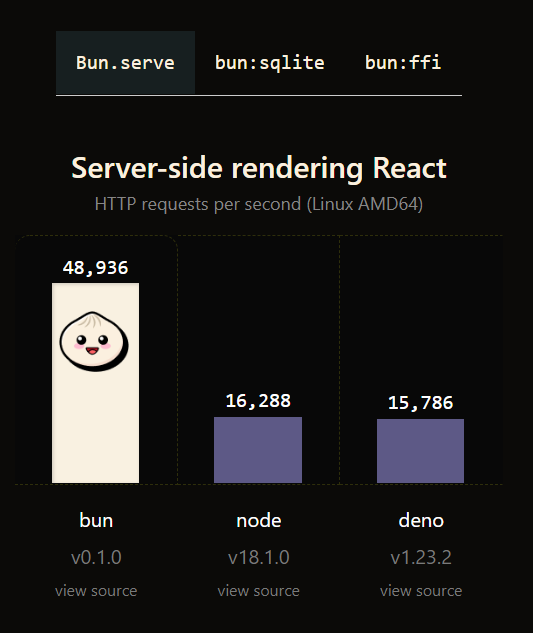 Bun.serve bun:sqlite bun:ffi
Server-side rendering React
HTTP requests per second (Linux AMD64)
48,936
16,288
15,786
bun node deno
v0.1.0 v18.1.0 v1.23.2
view source view source view source